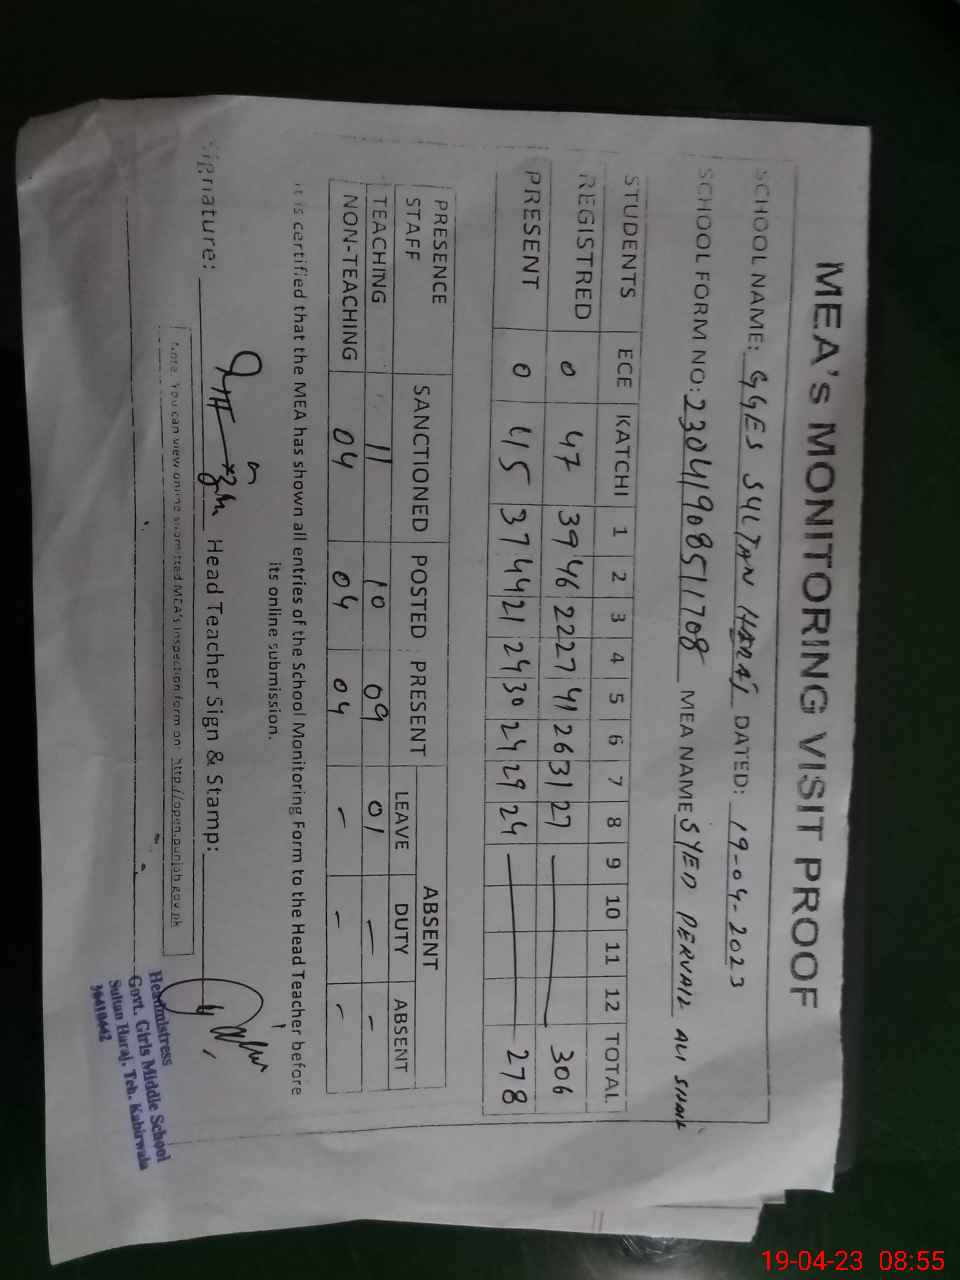 MEA's MONITORING VISIT PROOF
SCHOOL NAME: GGES SULTAN HARAJ DATED: 19-04-2023
SCHOOL FORM NO: 23041908511708 MEA NAME SYED PERVAIZ ALI SHAH
STUDENTS ECE KATCHI 1 2 3 4 5 6 7 8 9 10 11 12 TOTAL
REGISTRED 0 47 39 46 22 27 41 26 31 27 306
PRESENT 0 45 37 44 21 24 30 24 29 24 278
PRESENCE STAFF SANCTIONED POSTED PRESENT ABSENT
LEAVE DUTY ABSENT
TEACHING 11 10 09 01 — –
NON-TEACHING 04 04 04 – – –
It is certified that the MEA has shown all entries of the School Monitoring Form to the Head Teacher before
its online submission.
Signature: Head Teacher Sign & Stamp:
Note: You can view online submitted MEA's inspection form on: http://open.punjab.gov.pk
Headmistress
Govt. Girls Middle School
Sultan Haraj, Teh. Kabirwala
36410442
19-04-23 08:55